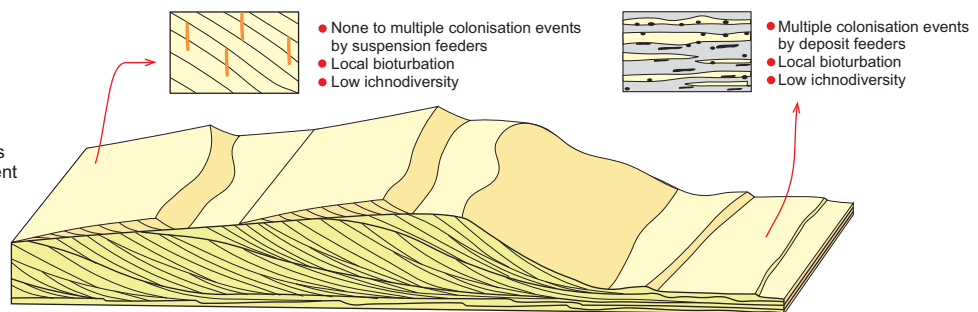 ● None to multiple colonisation events
by suspension feeders
● Local bioturbation
● Low ichnodiversity
● Multiple colonisation events
by deposit feeders
● Local bioturbation
● Low ichnodiversity